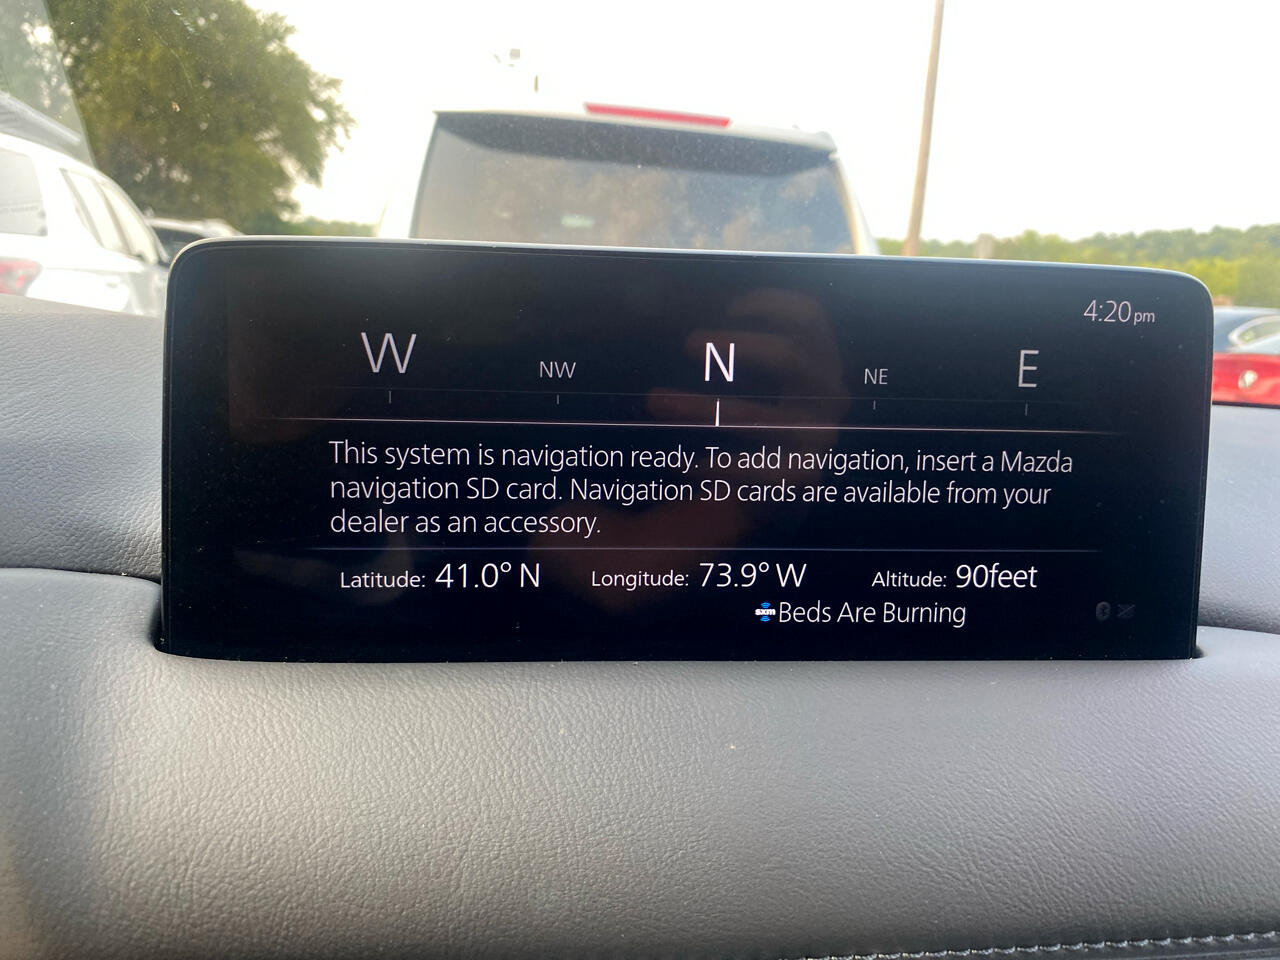 4:20pm
W NW N NE E
This system is navigation ready. To add navigation, insert a Mazda
navigation SD card. Navigation SD cards are available from your
dealer as an accessory.
Latitude: 41.0° N Longitude: 73.9° W Altitude: 90feet
sxm Beds Are Burning